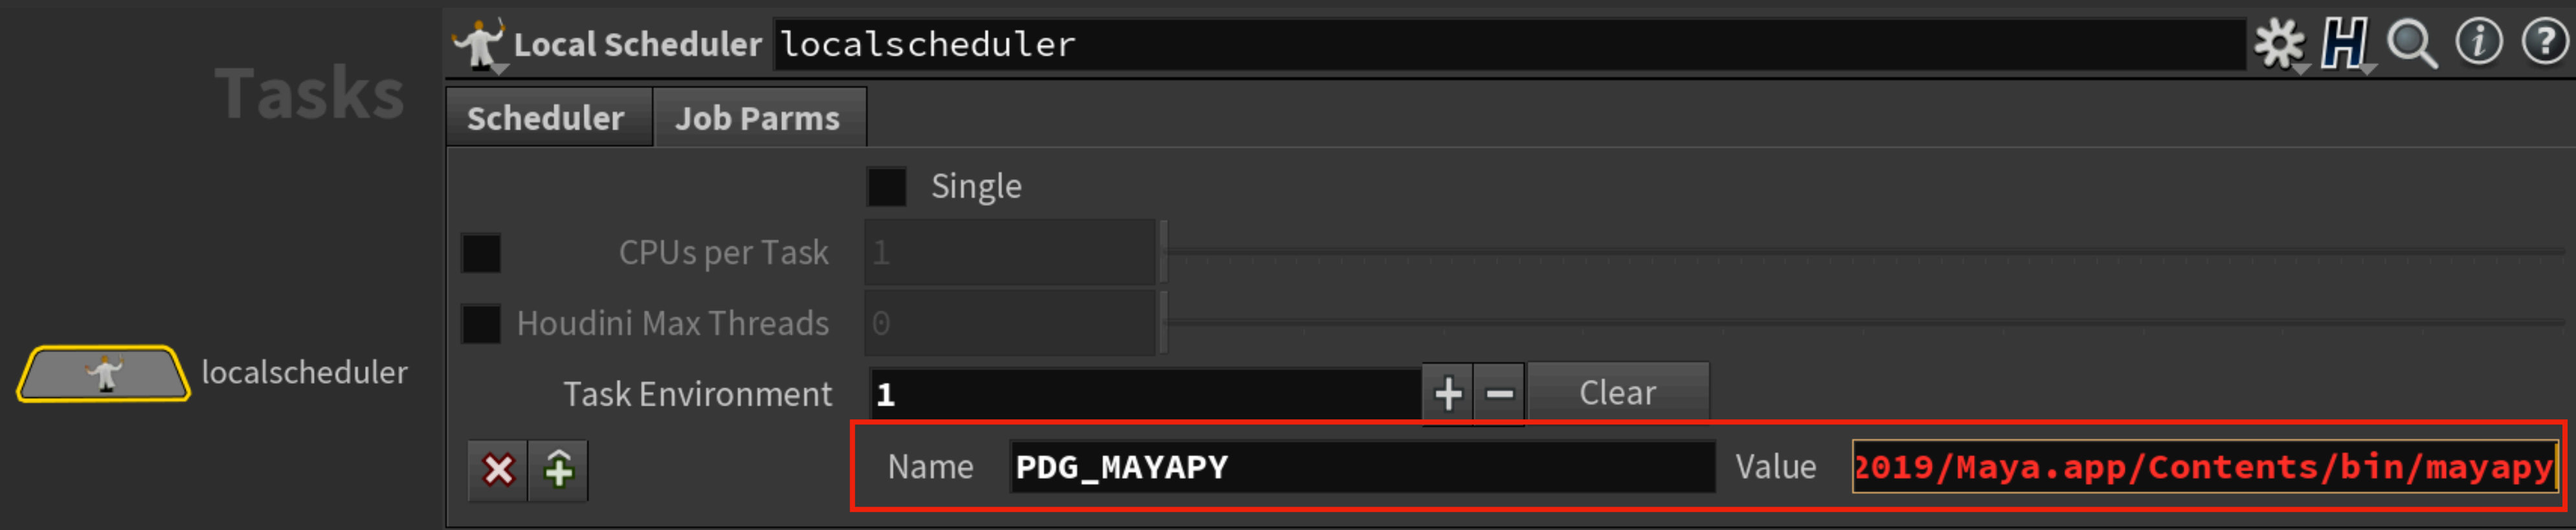 Tasks
Local Scheduler localscheduler
Scheduler Job Parms
Single
CPUs per Task 1
Houdini Max Threads 0
localscheduler
Task Environment 1 Clear
Name PDG_MAYAPY Value 2019/Maya.app/Contents/bin/mayapy